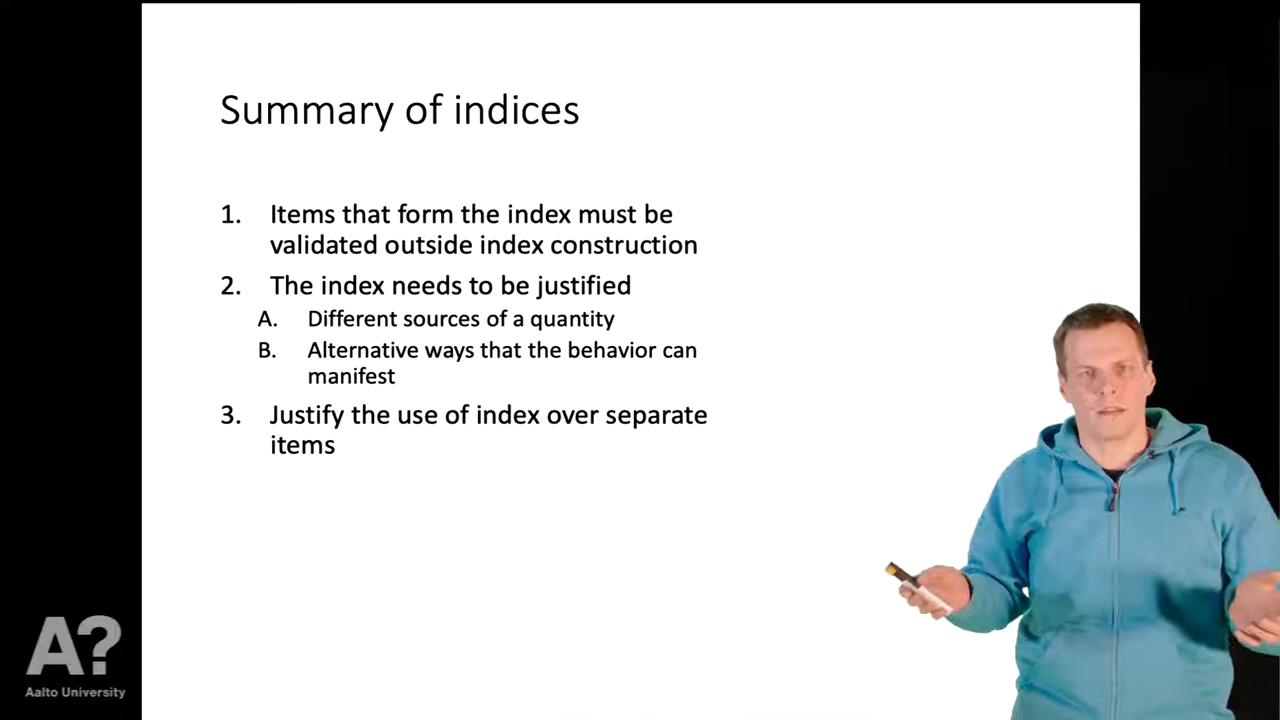 Summary of indices
1. Items that form the index must be
validated outside index construction
2. The index needs to be justified
A. Different sources of a quantity
B. Alternative ways that the behavior can
manifest
3. Justify the use of index over separate
items
A?
Aalto University